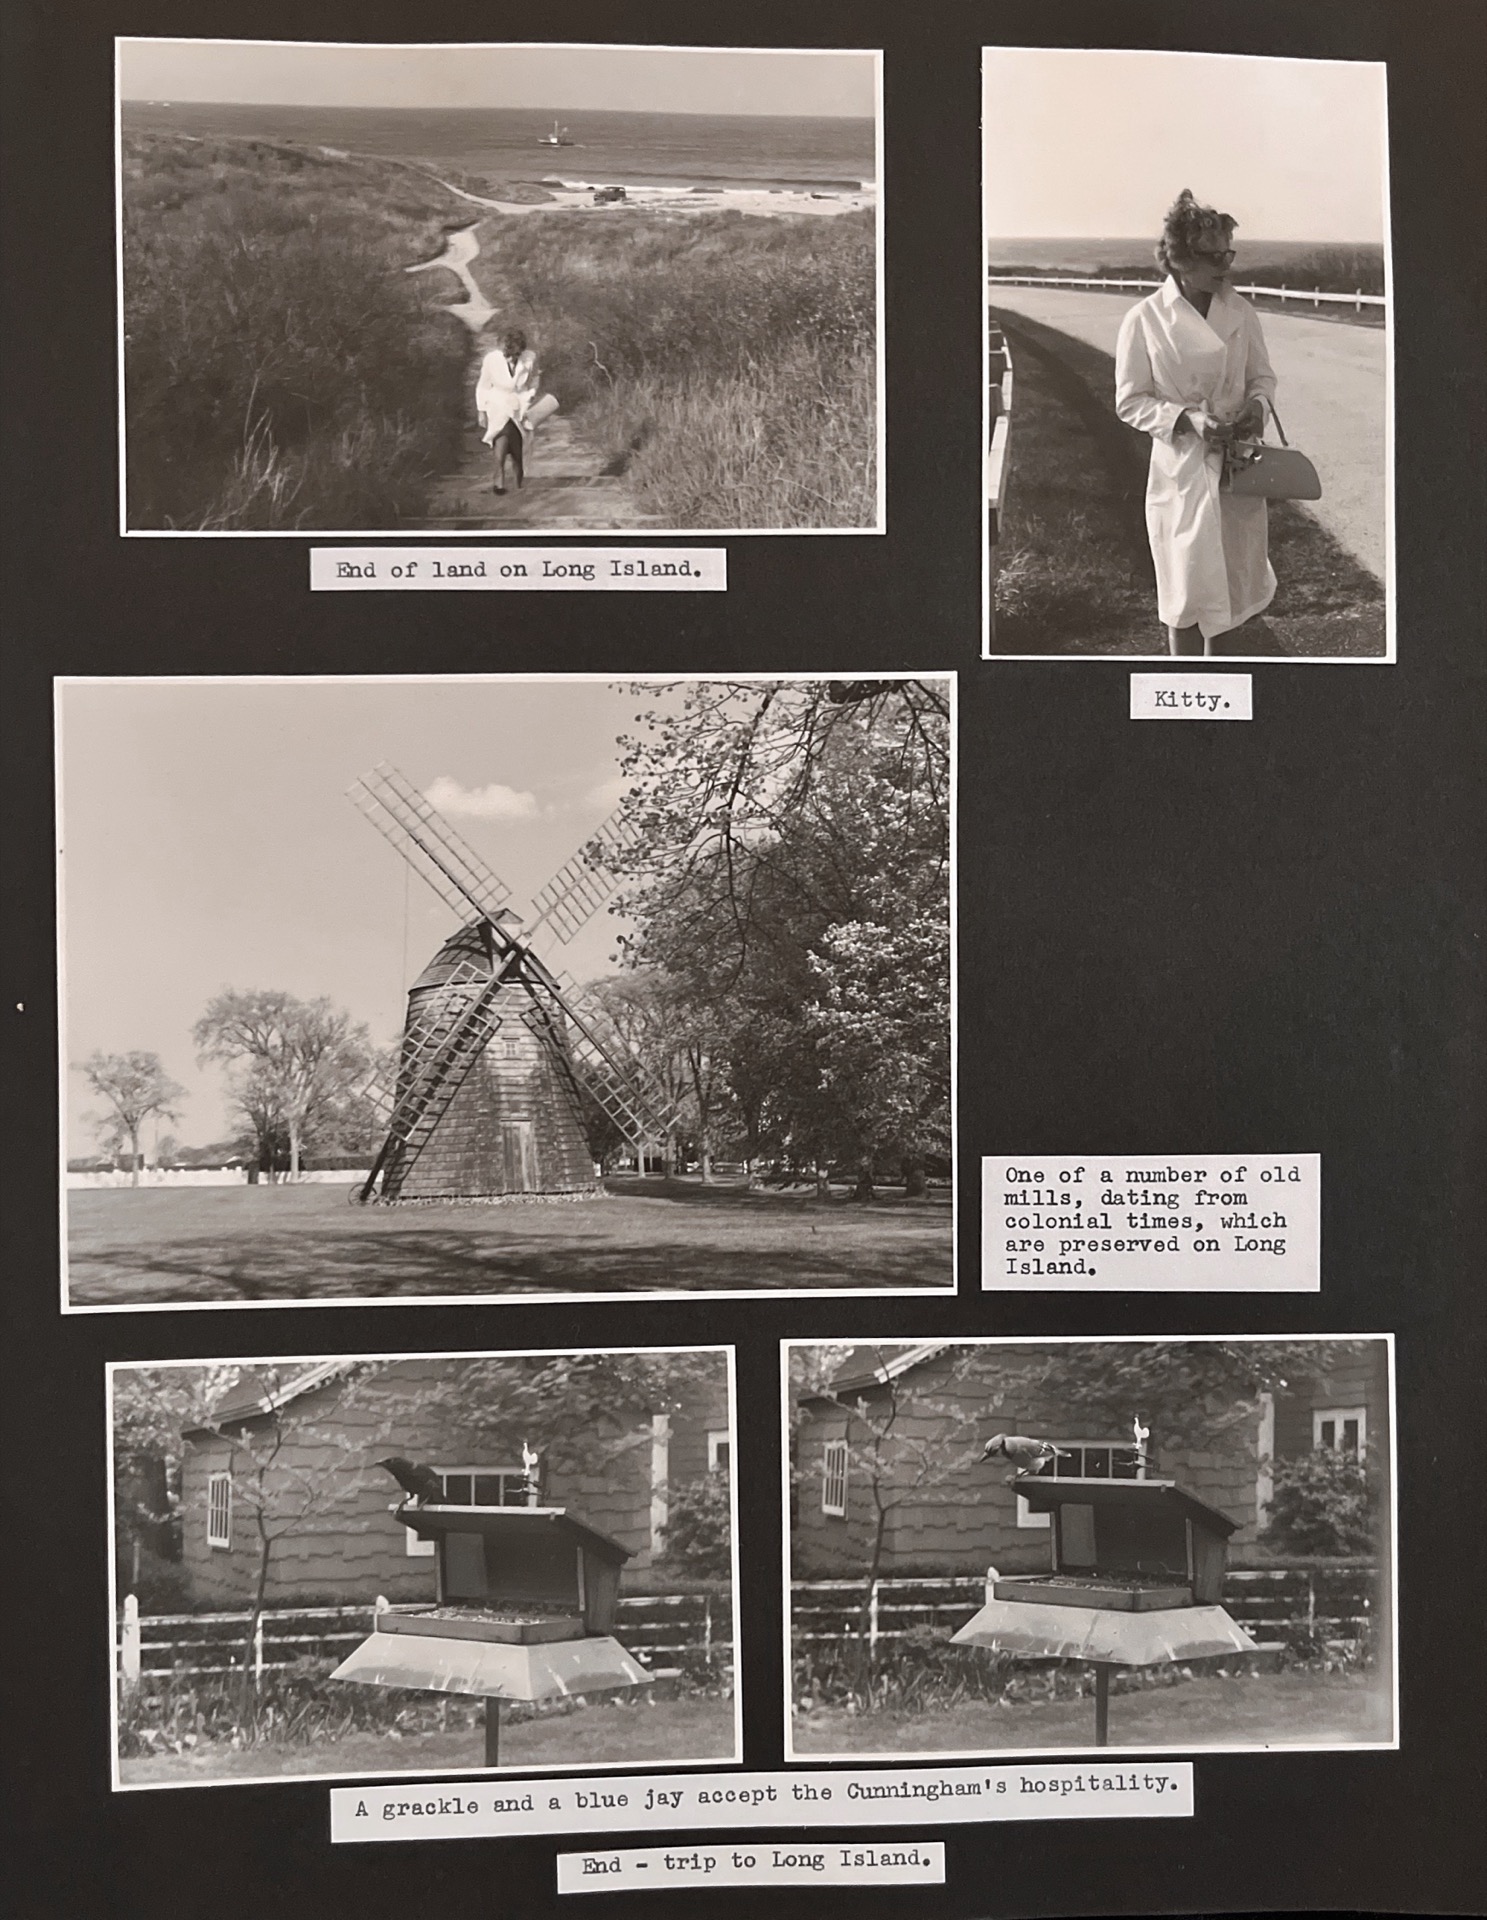 End of land on Long Island.
Kitty.
One of a number of old
mills, dating from
colonial times, which
are preserved on Long
Island.
A grackle and a blue jay accept the Cunningham's hospitality.
End - trip to Long Island.